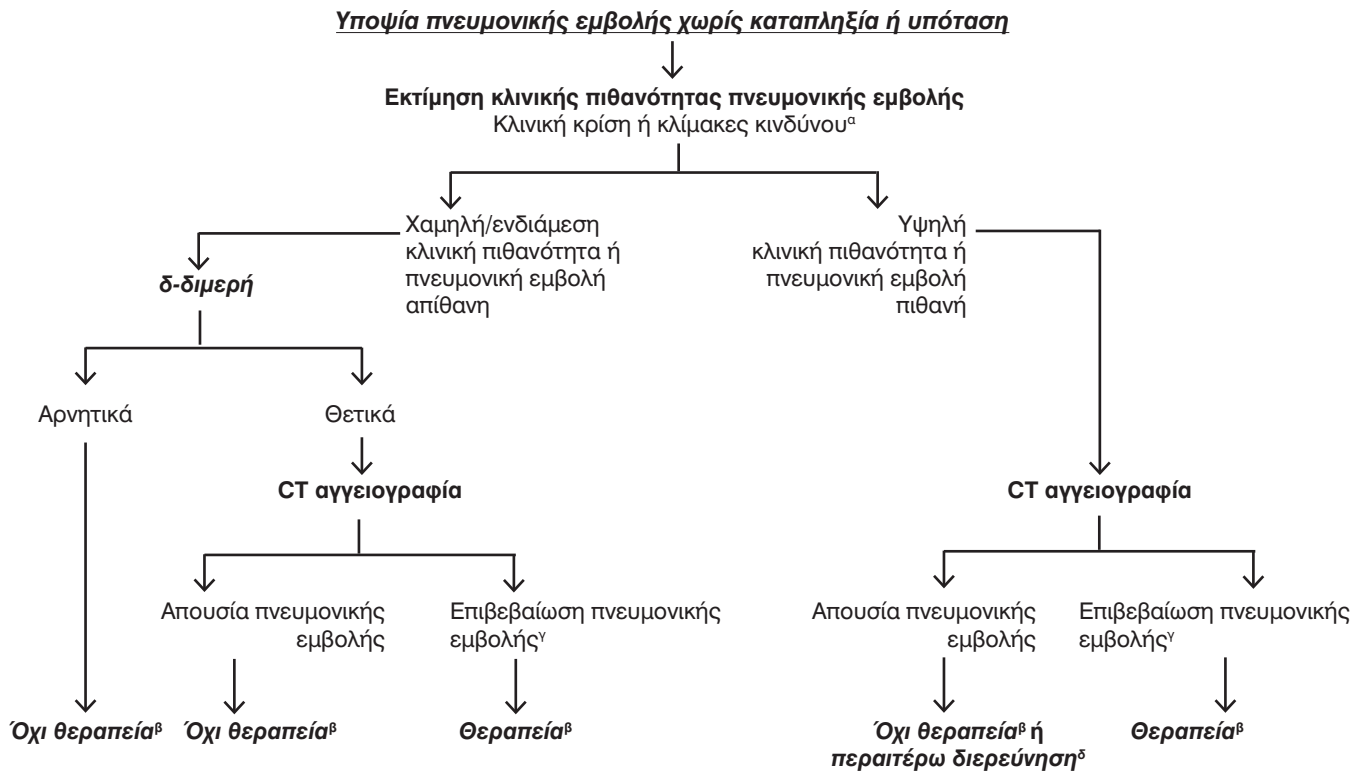 Υποψία πνευμονικής εμβολής χωρίς καταπληξία ή υπόταση
Εκτίμηση κλινικής πιθανότητας πνευμονικής εμβολής
Κλινική κρίση ή κλίμακες κινδύνουᵅ
Χαμηλή/ενδιάμεση
κλινική πιθανότητα ή
πνευμονική εμβολή
απίθανη
Υψηλή
κλινική πιθανότητα ή
πνευμονική εμβολή
πιθανή
δ-διμερή
Αρνητικά
Θετικά
CT αγγειογραφία
CT αγγειογραφία
Απουσία πνευμονικής
εμβολής
Επιβεβαίωση πνευμονικής
εμβολήςᵞ
Απουσία πνευμονικής
εμβολής
Επιβεβαίωση πνευμονικής
εμβολήςᵞ
Όχι θεραπείαᵝ
Όχι θεραπείαᵝ
Θεραπείαᵝ
Όχι θεραπείαᵝ ή
περαιτέρω διερεύνησηᵟ
Θεραπείαᵝ